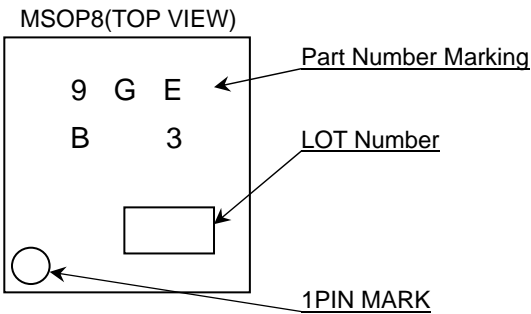 MSOP8(TOP VIEW)
Part Number Marking
9 G E
B 3
LOT Number
1PIN MARK